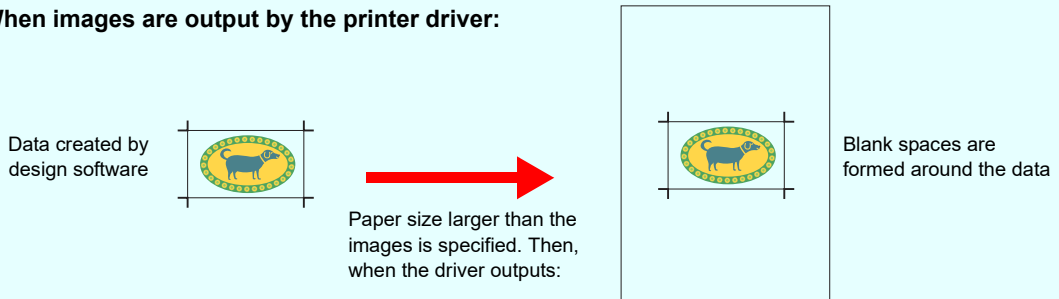 When images are output by the printer driver:
Data created by
design software
Paper size larger than the
images is specified. Then,
when the driver outputs:
Blank spaces are
formed around the data